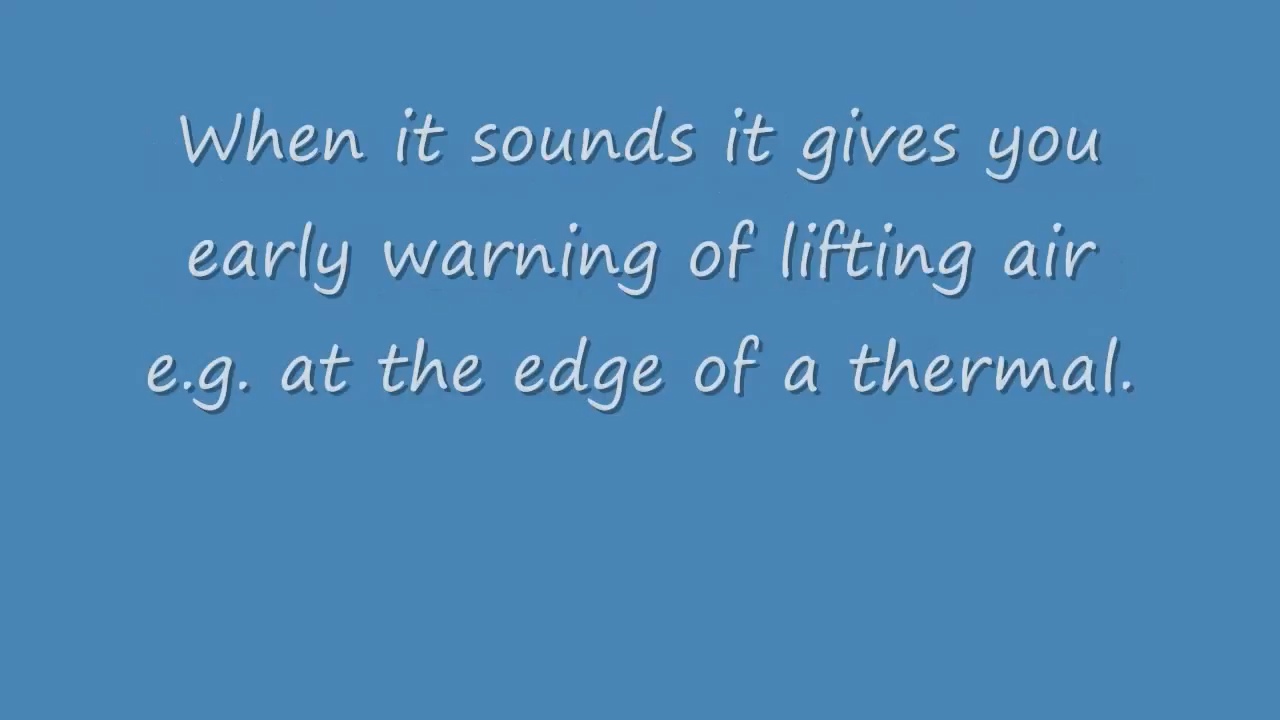 When it sounds it gives you
early warning of lifting air
e.g. at the edge of a thermal.